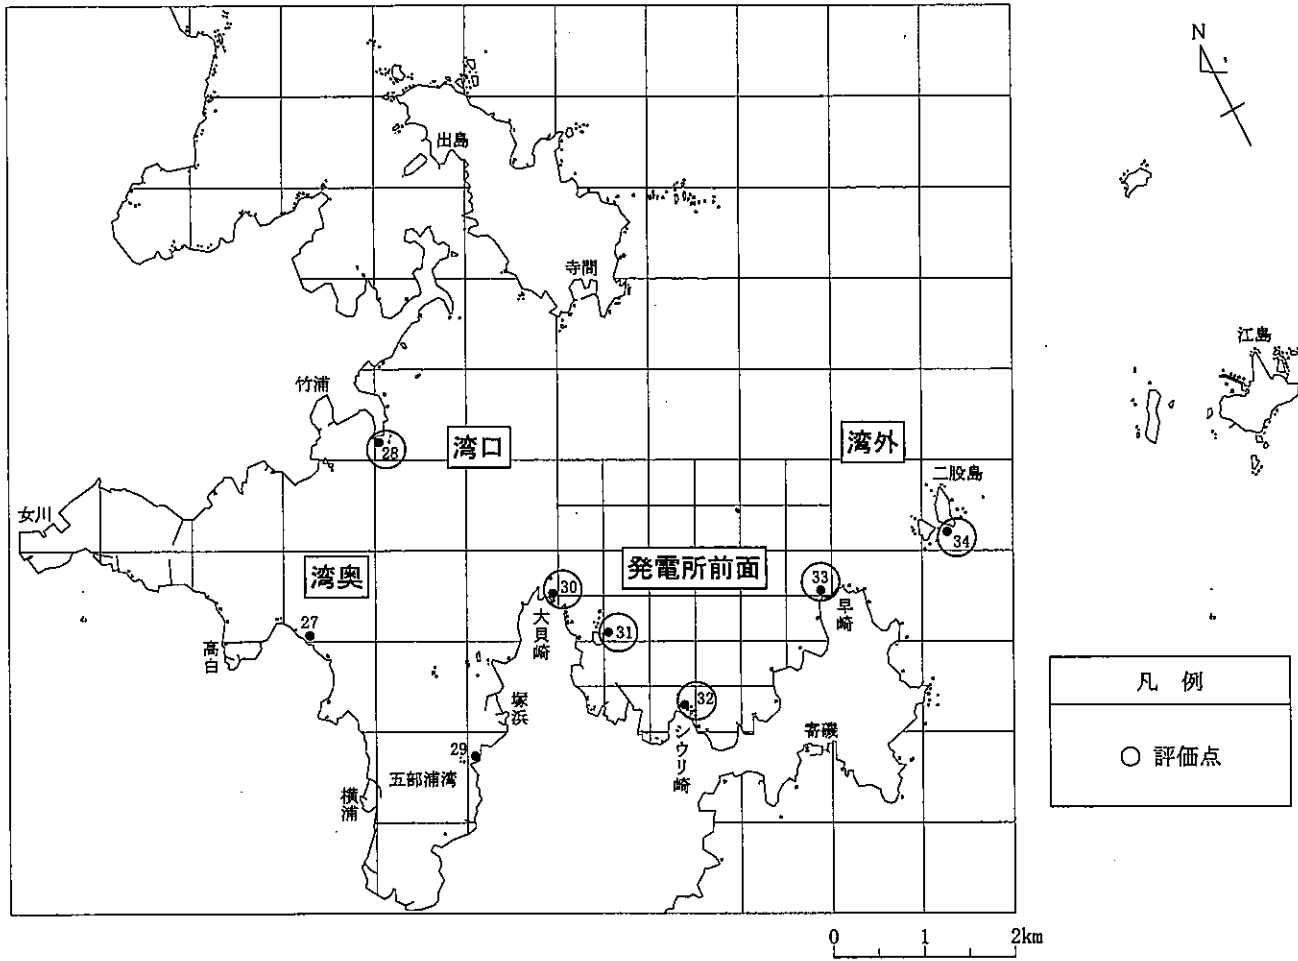 N
出島
寺間
江島
竹浦
湾口
湾外
28
二股島
女川
34
発電所前面
湾奥
30
33
大貝崎
早崎
27
31
高白
凡 例
塚浜
32
シウリ崎
寄磯
29
評価点
五部浦湾
横浦
0 1 2km